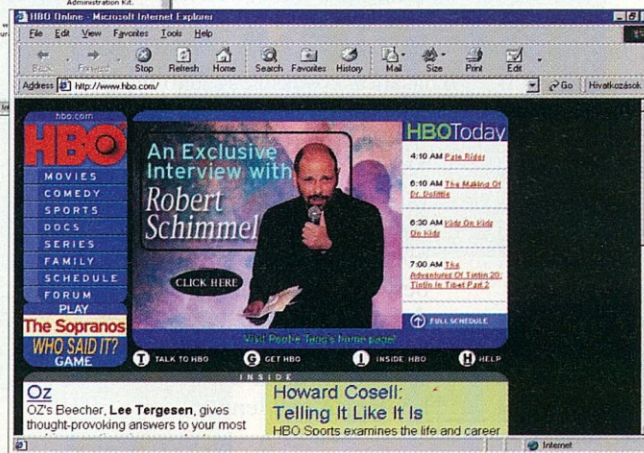 Administration Kit.
HBO Online - Microsoft Internet Explorer
File Edit View Favorites Tools Help
Back Forward Stop Refresh Home Search Favorites History Mail Size Print Edit
Address http://www.hbo.com/ Go Hivatkozások
hbo.com
HBO
MOVIES
COMEDY
SPORTS
DOCS
SERIES
FAMILY
SCHEDULE
FORUM
PLAY
The Sopranos
WHO SAID IT?
GAME
An Exclusive
Interview with
Robert
Schimmel
CLICK HERE
HBOToday
4:10 AM Pale Rider
6:10 AM The Making Of
Dr. Dolittle
6:30 AM Kids On Kids
On Kids
7:00 AM The
Adventures Of Tintin 20:
Tintin In Tibet Part 2
FULL SCHEDULE
Visit home page!
T TALK TO HBO G GET HBO I INSIDE HBO H HELP
INSIDE
Oz
OZ's Beecher, Lee Tergesen, gives
thought-provoking answers to your most
Howard Cosell:
Telling It Like It Is
HBO Sports examines the life and career
Internet